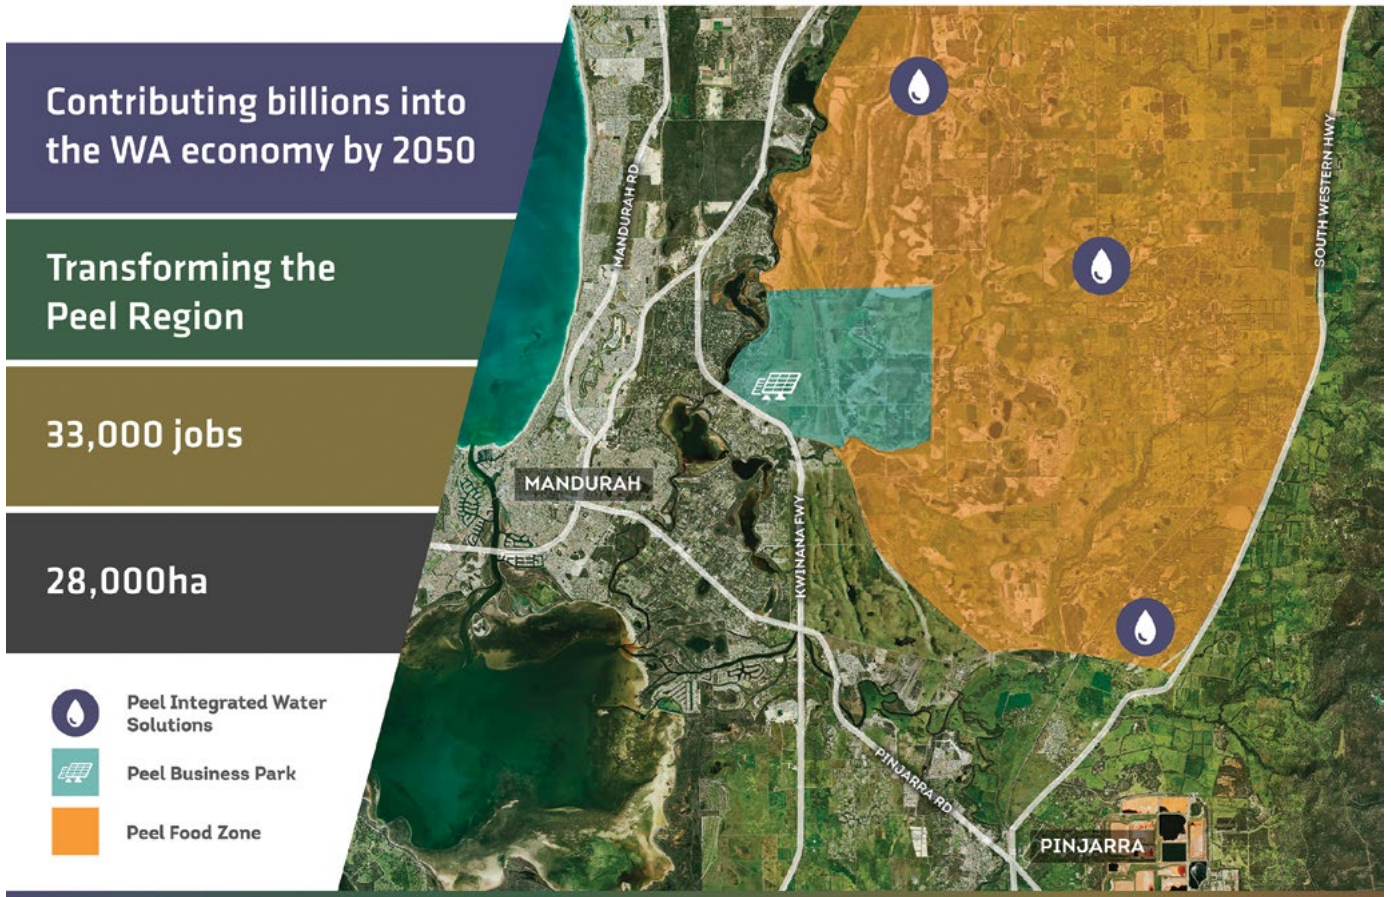 Contributing billions into
the WA economy by 2050
Transforming the
Peel Region
33,000 jobs
28,000ha
Peel Integrated Water
Solutions
Peel Business Park
Peel Food Zone
MANDURAH RD
SOUTH WESTERN HWY
MANDURAH
KWINANA FWY
PINJARRA RD
PINJARRA